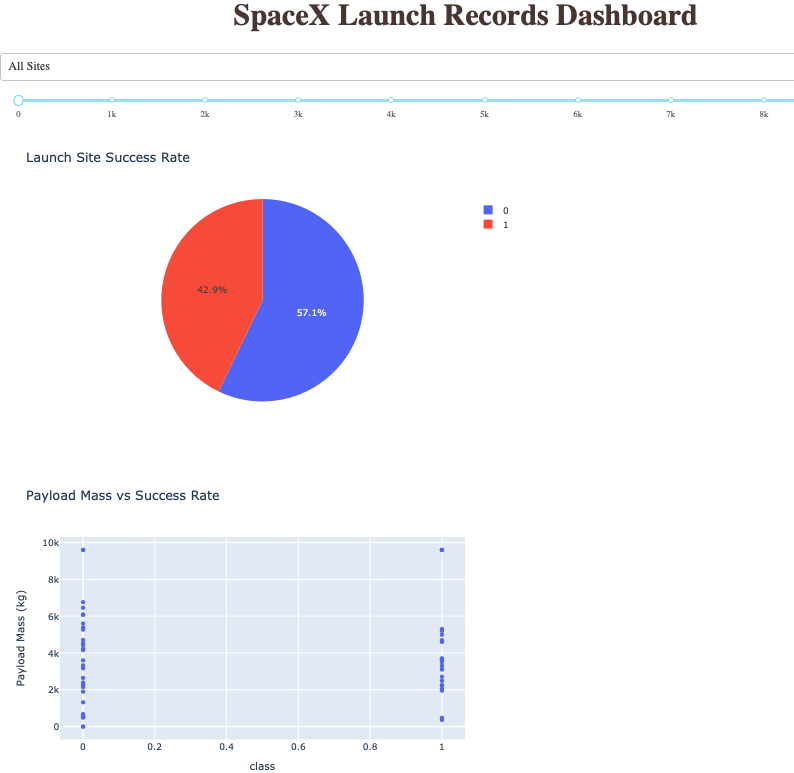 SpaceX Launch Records Dashboard
All Sites
0 1k 2k 3k 4k 5k 6k 7k 8k
Launch Site Success Rate
0
1
42.9%
57.1%
Payload Mass vs Success Rate
10k
8k
6k
4k
2k
0
Payload Mass (kg)
0 0.2 0.4 0.6 0.8 1
class